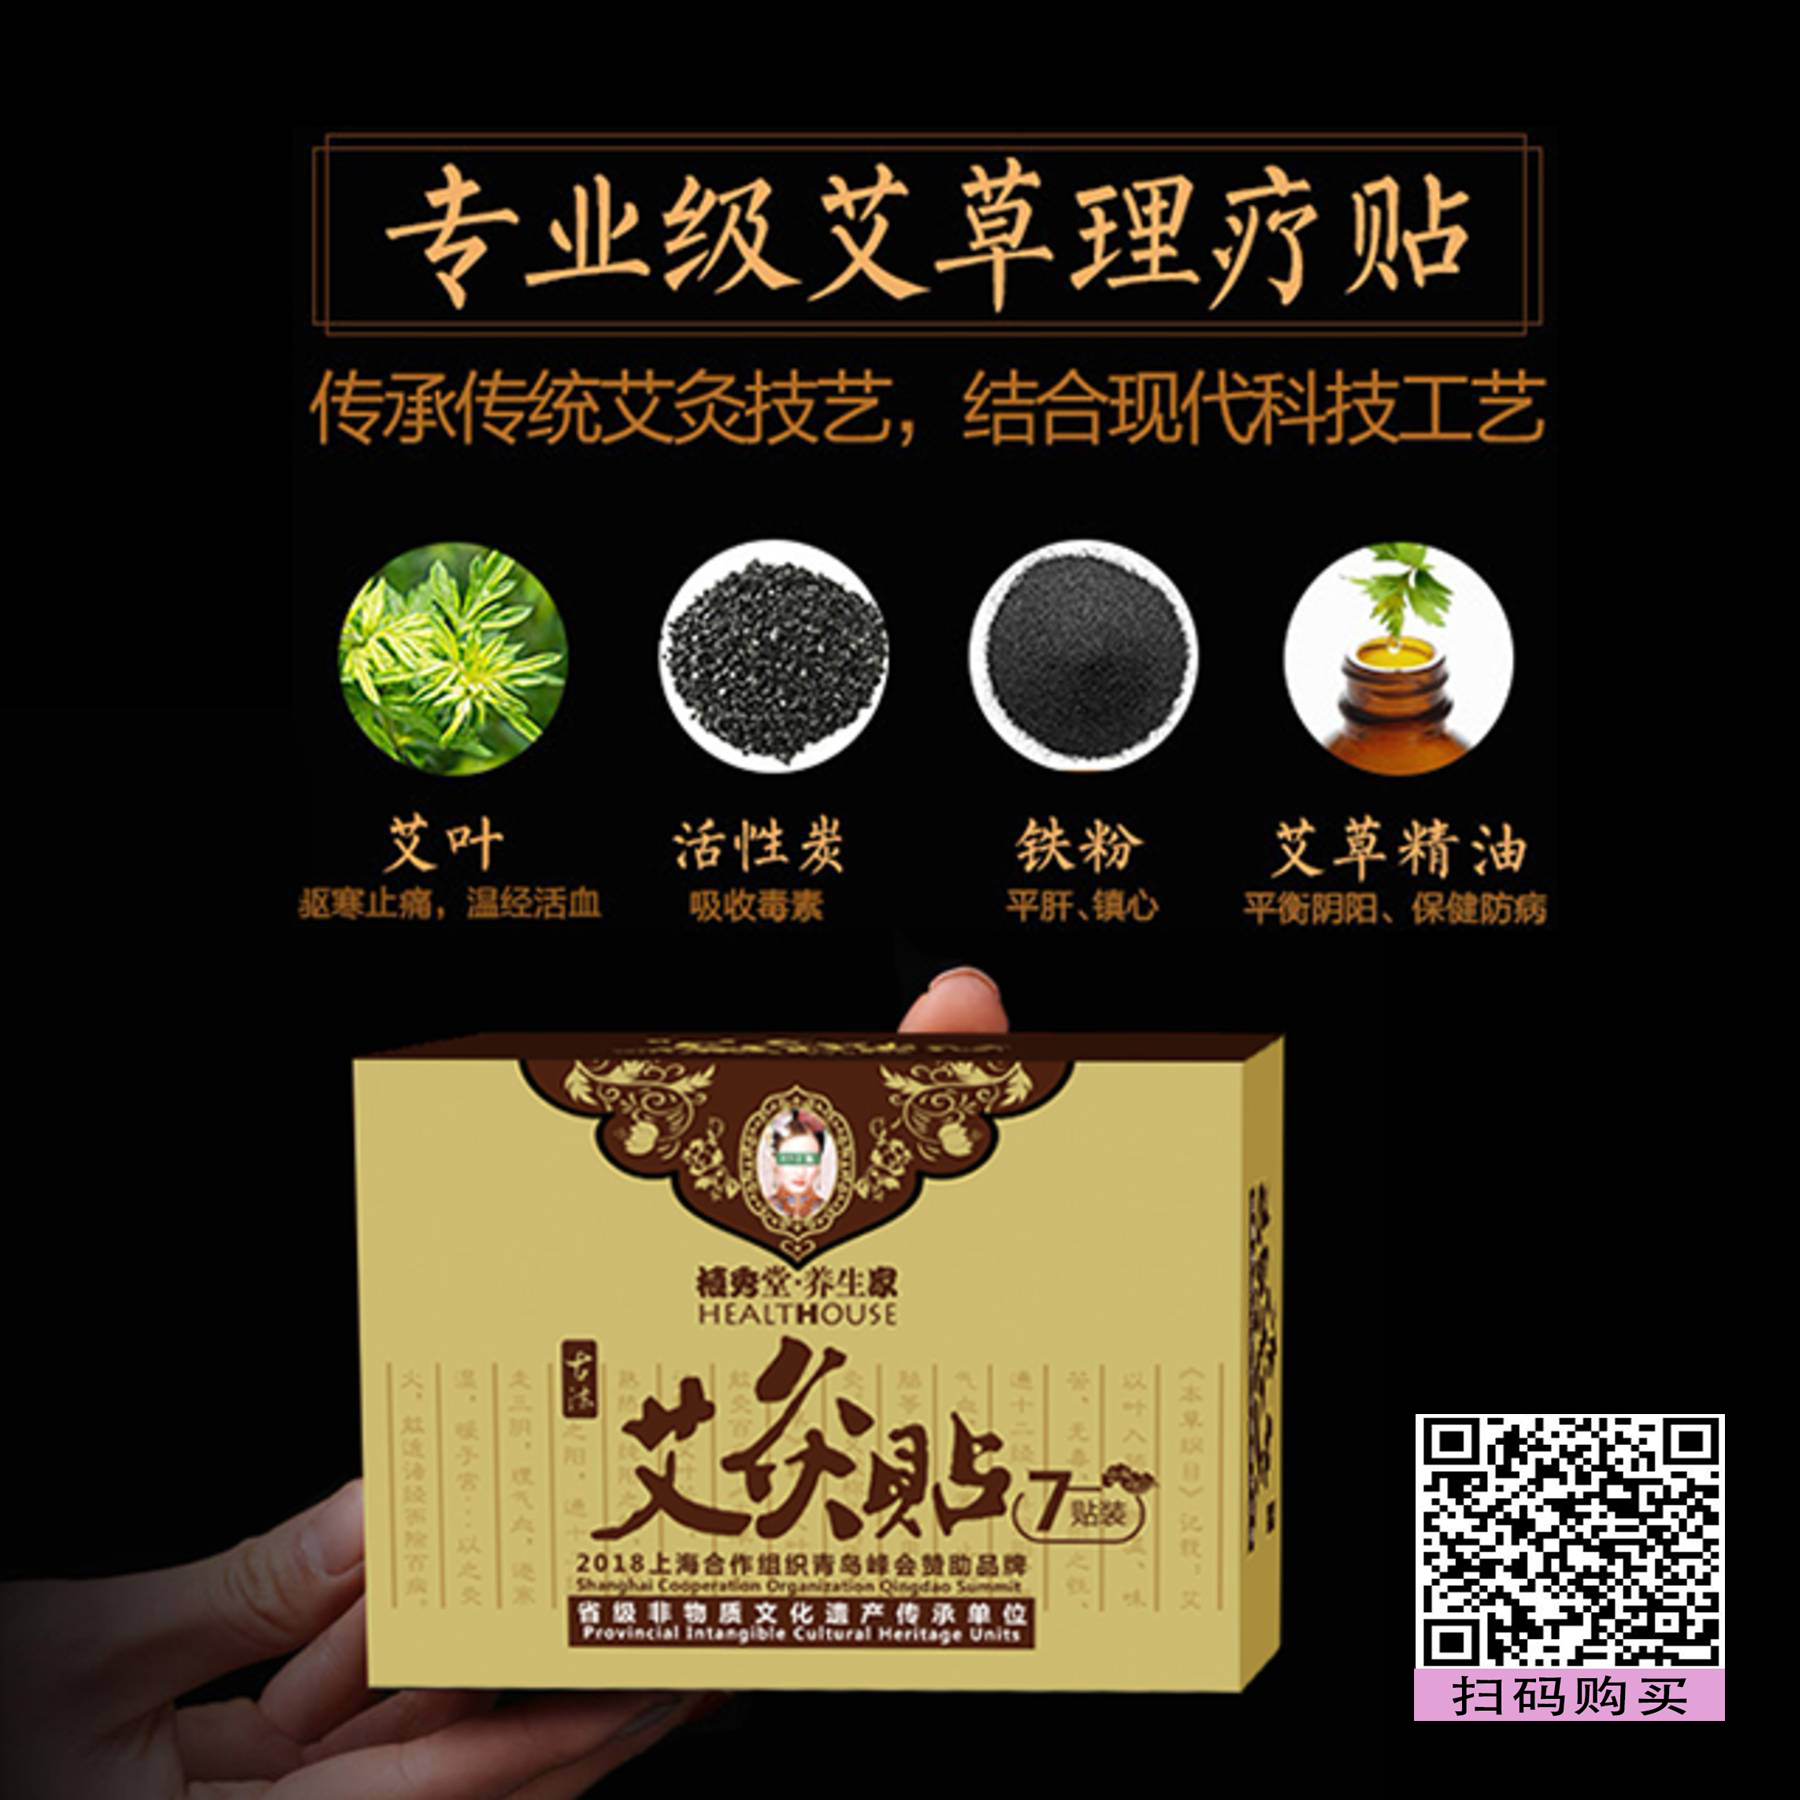 专业级艾草理疗贴
传承传统艾灸技艺，结合现代科技工艺
艾叶
驱寒止痛，温经活血
活性炭
吸收毒素
铁粉
平肝、镇心
艾草精油
平衡阴阳、保健防病
植秀堂·养生家
HEALTHOUSE
古沐
艾灸贴
7贴装
2018上海合作组织青岛峰会赞助品牌
Shanghai Cooperation Organization Qingdao Summit
省级非物质文化遗产传承单位
Provincial Intangible Cultural Heritage Units
扫码购买